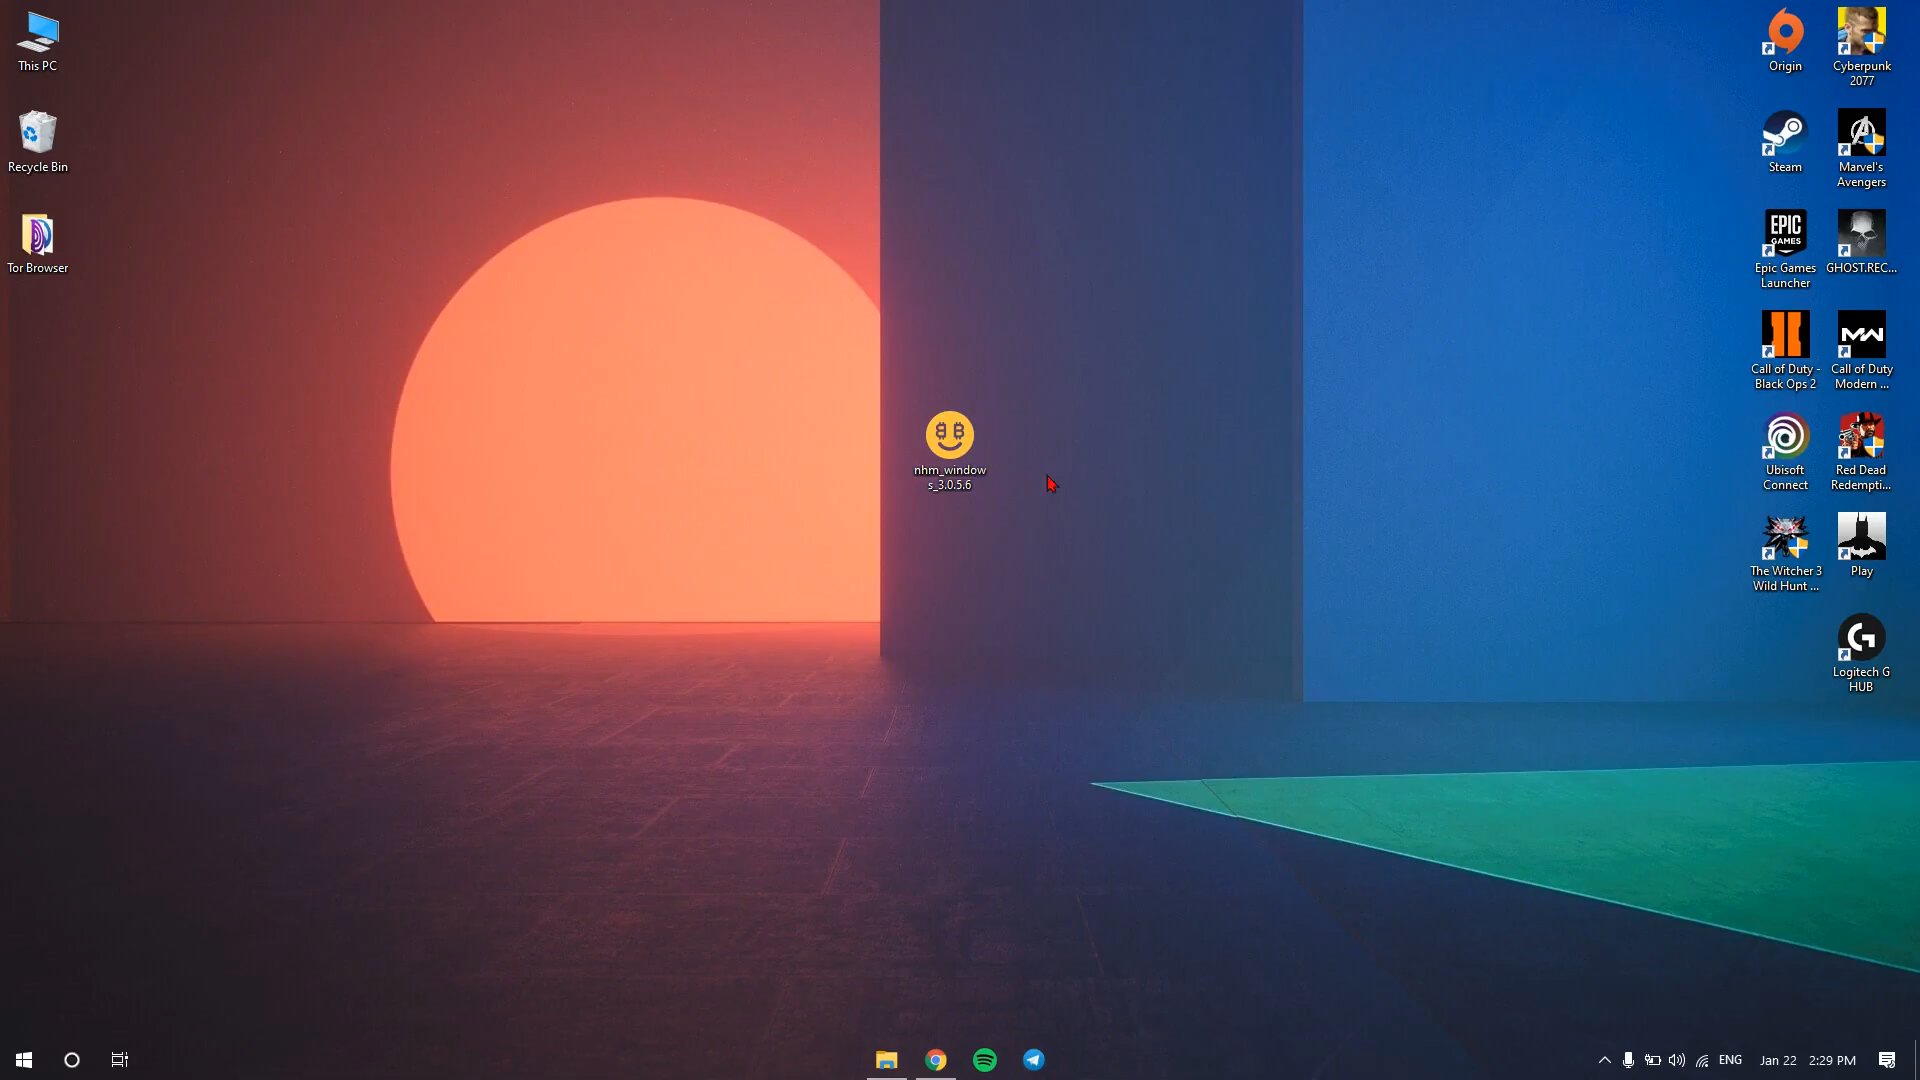 This PC
Recycle Bin
Tor Browser
nhm_window
s_3.0.5.6
Origin
Cyberpunk
2077
Steam
Marvel's
Avengers
EPIC
GAMES
Epic Games
Launcher
GHOST.REC...
Call of Duty -
Black Ops 2
MW
Call of Duty
Modern ...
Ubisoft
Connect
Red Dead
Redempti...
The Witcher 3
Wild Hunt ...
Play
Logitech G
HUB
ENG
Jan 22
2:29 PM